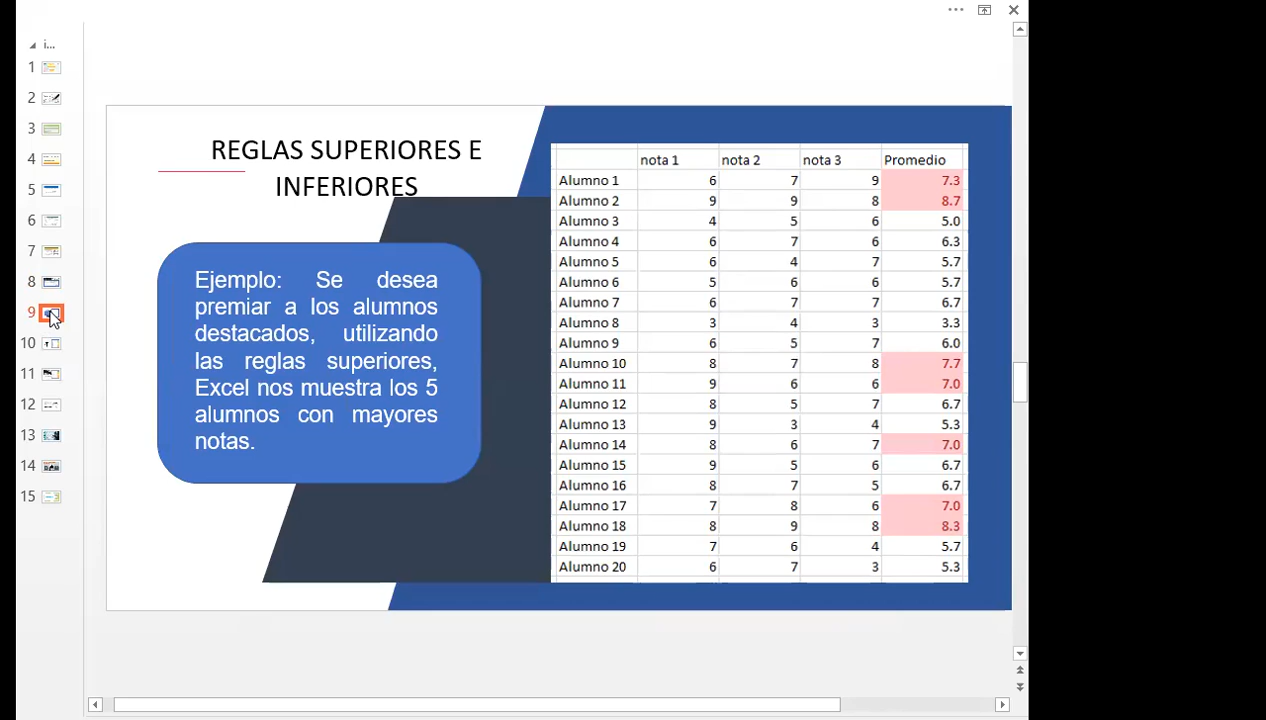 i...
1
2
3
4
5
6
7
8
9
10
11
12
13
14
15
REGLAS SUPERIORES E
INFERIORES
Ejemplo: Se desea
premiar a los alumnos
destacados, utilizando
las reglas superiores,
Excel nos muestra los 5
alumnos con mayores
notas.
nota 1 nota 2 nota 3 Promedio
Alumno 1 6 7 9 7.3
Alumno 2 9 9 8 8.7
Alumno 3 4 5 6 5.0
Alumno 4 6 7 6 6.3
Alumno 5 6 4 7 5.7
Alumno 6 5 6 6 5.7
Alumno 7 6 7 7 6.7
Alumno 8 3 4 3 3.3
Alumno 9 6 5 7 6.0
Alumno 10 8 7 8 7.7
Alumno 11 9 6 6 7.0
Alumno 12 8 5 7 6.7
Alumno 13 9 3 4 5.3
Alumno 14 8 6 7 7.0
Alumno 15 9 5 6 6.7
Alumno 16 8 7 5 6.7
Alumno 17 7 8 6 7.0
Alumno 18 8 9 8 8.3
Alumno 19 7 6 4 5.7
Alumno 20 6 7 3 5.3